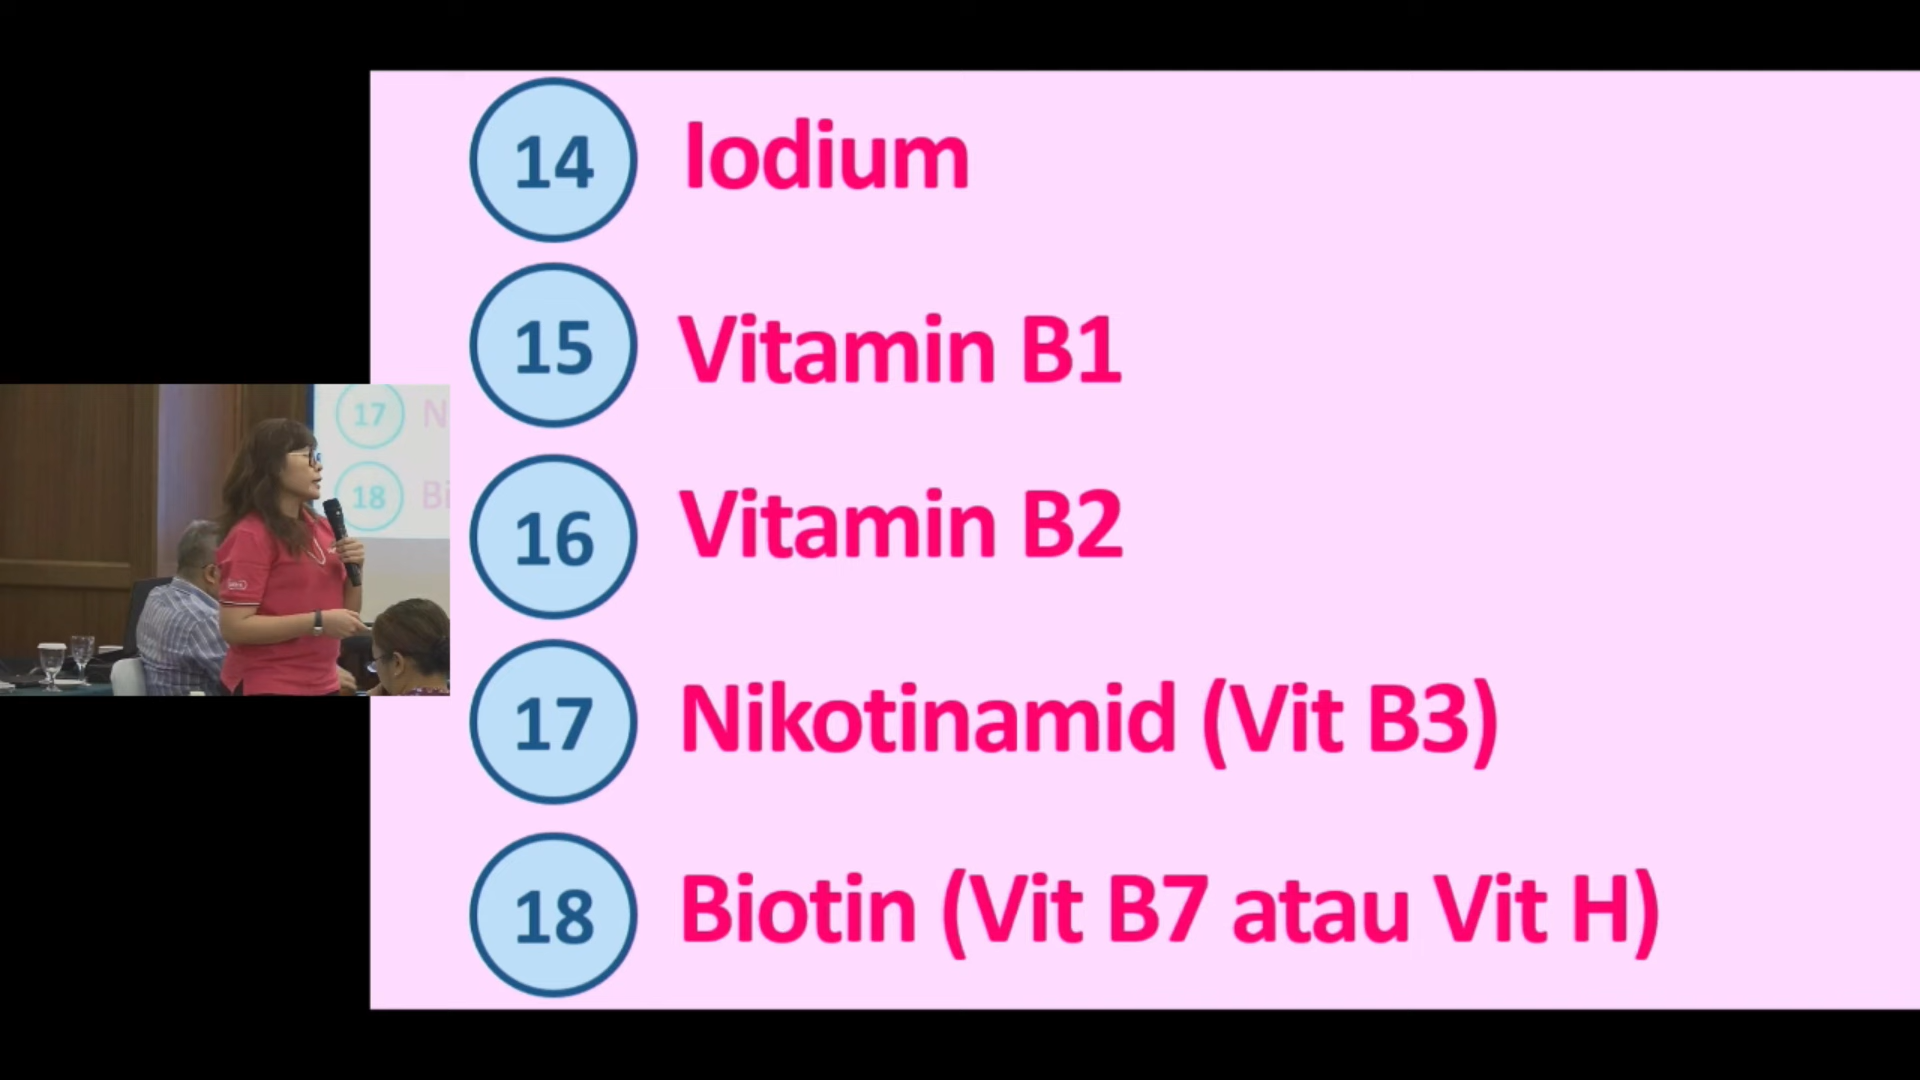 14 Iodium
15 Vitamin B1
16 Vitamin B2
17 Nikotinamid (Vit B3)
18 Biotin (Vit B7 atau Vit H)
17 N
18 Bi